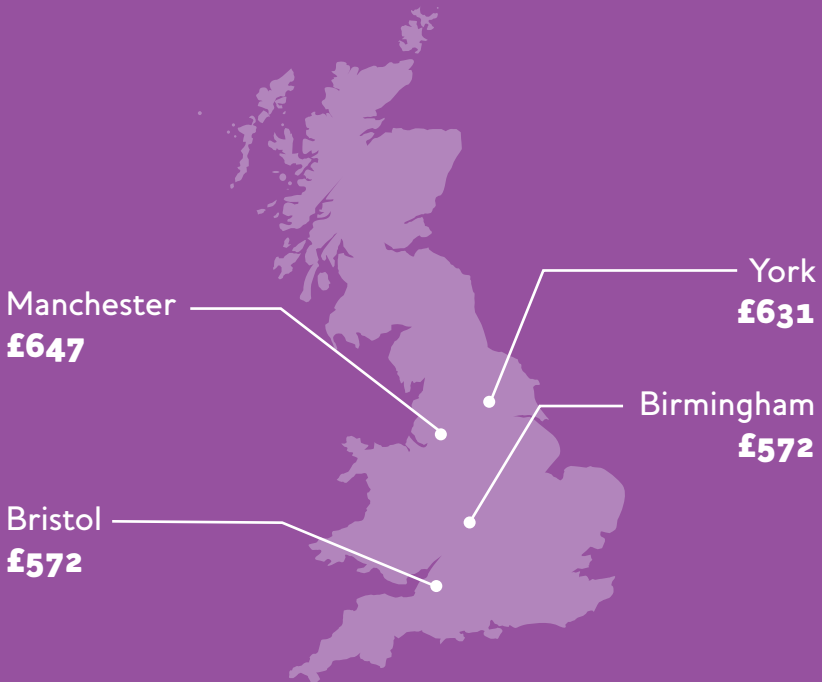 Manchester
£647
York
£631
Birmingham
£572
Bristol
£572